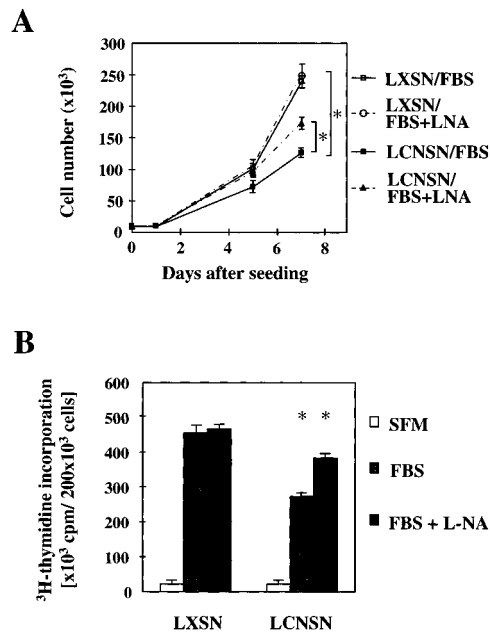 A
Cell number (x10³)
300
250
200
150
100
50
0
0 2 4 6 8
Days after seeding
*
*
LXSN/FBS
LXSN/
FBS+LNA
LCNSN/FBS
LCNSN/
FBS+LNA
B
³H-thymidine incorporation
[x10³ cpm/ 200x10³ cells]
600
500
400
300
200
100
0
* *
LXSN LCNSN
SFM
FBS
FBS + L-NA